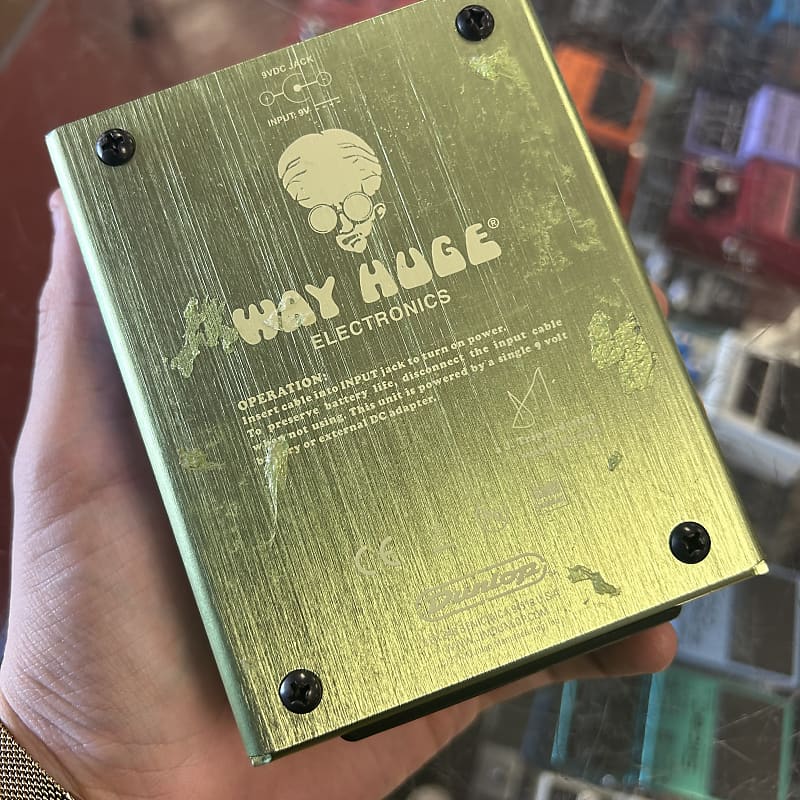 9VDC JACK
INPUT: 9V
WAY HUGE®
ELECTRONICS
OPERATION:
Insert cable into INPUT jack to turn on power.
To preserve battery life, disconnect the input cable
when not using. This unit is powered by a single 9 volt
battery or external DC adapter.
CE
Dunlop